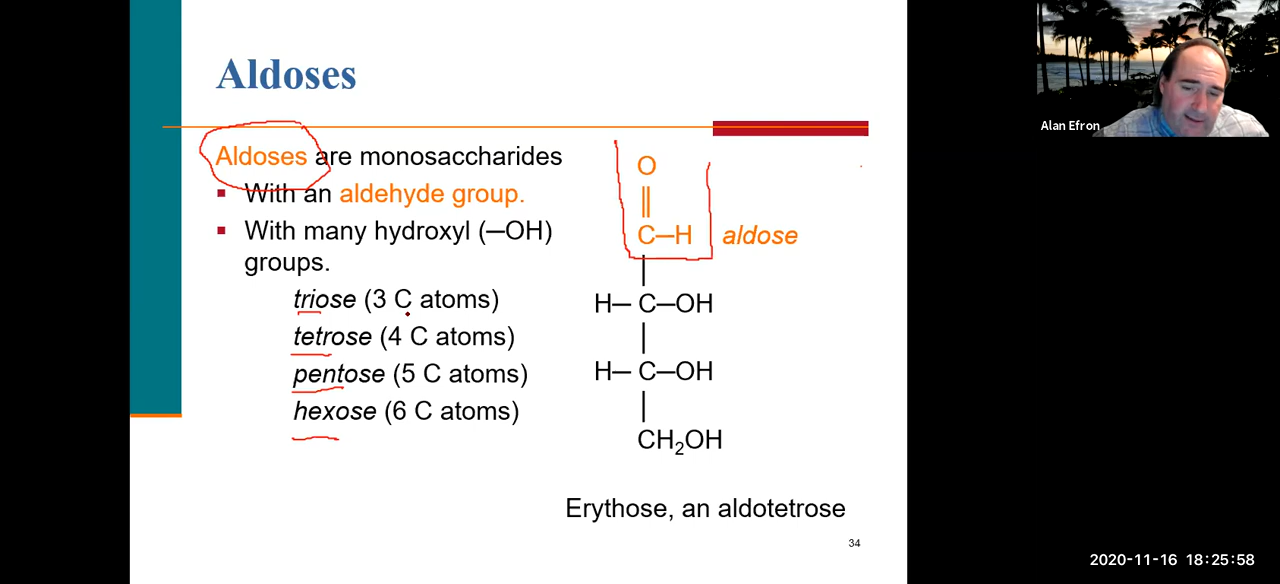 Aldoses
Aldoses are monosaccharides
▪ With an aldehyde group.
▪ With many hydroxyl (—OH)
groups.
triose (3 C atoms)
tetrose (4 C atoms)
pentose (5 C atoms)
hexose (6 C atoms)
O
||
C—H aldose
|
H— C—OH
|
H— C—OH
|
CH₂OH
Erythose, an aldotetrose
34
Alan Efron
2020-11-16 18:25:58